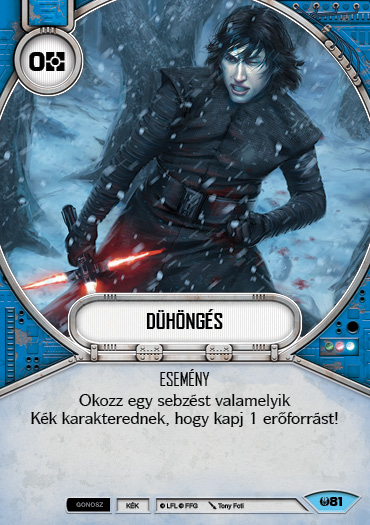 0
DÜHÖNGÉS
ESEMÉNY
Okozz egy sebzést valamelyik
Kék karakterednek, hogy kapj 1 erőforrást!
GONOSZ KÉK © LFL © FFG Tony Foti 81